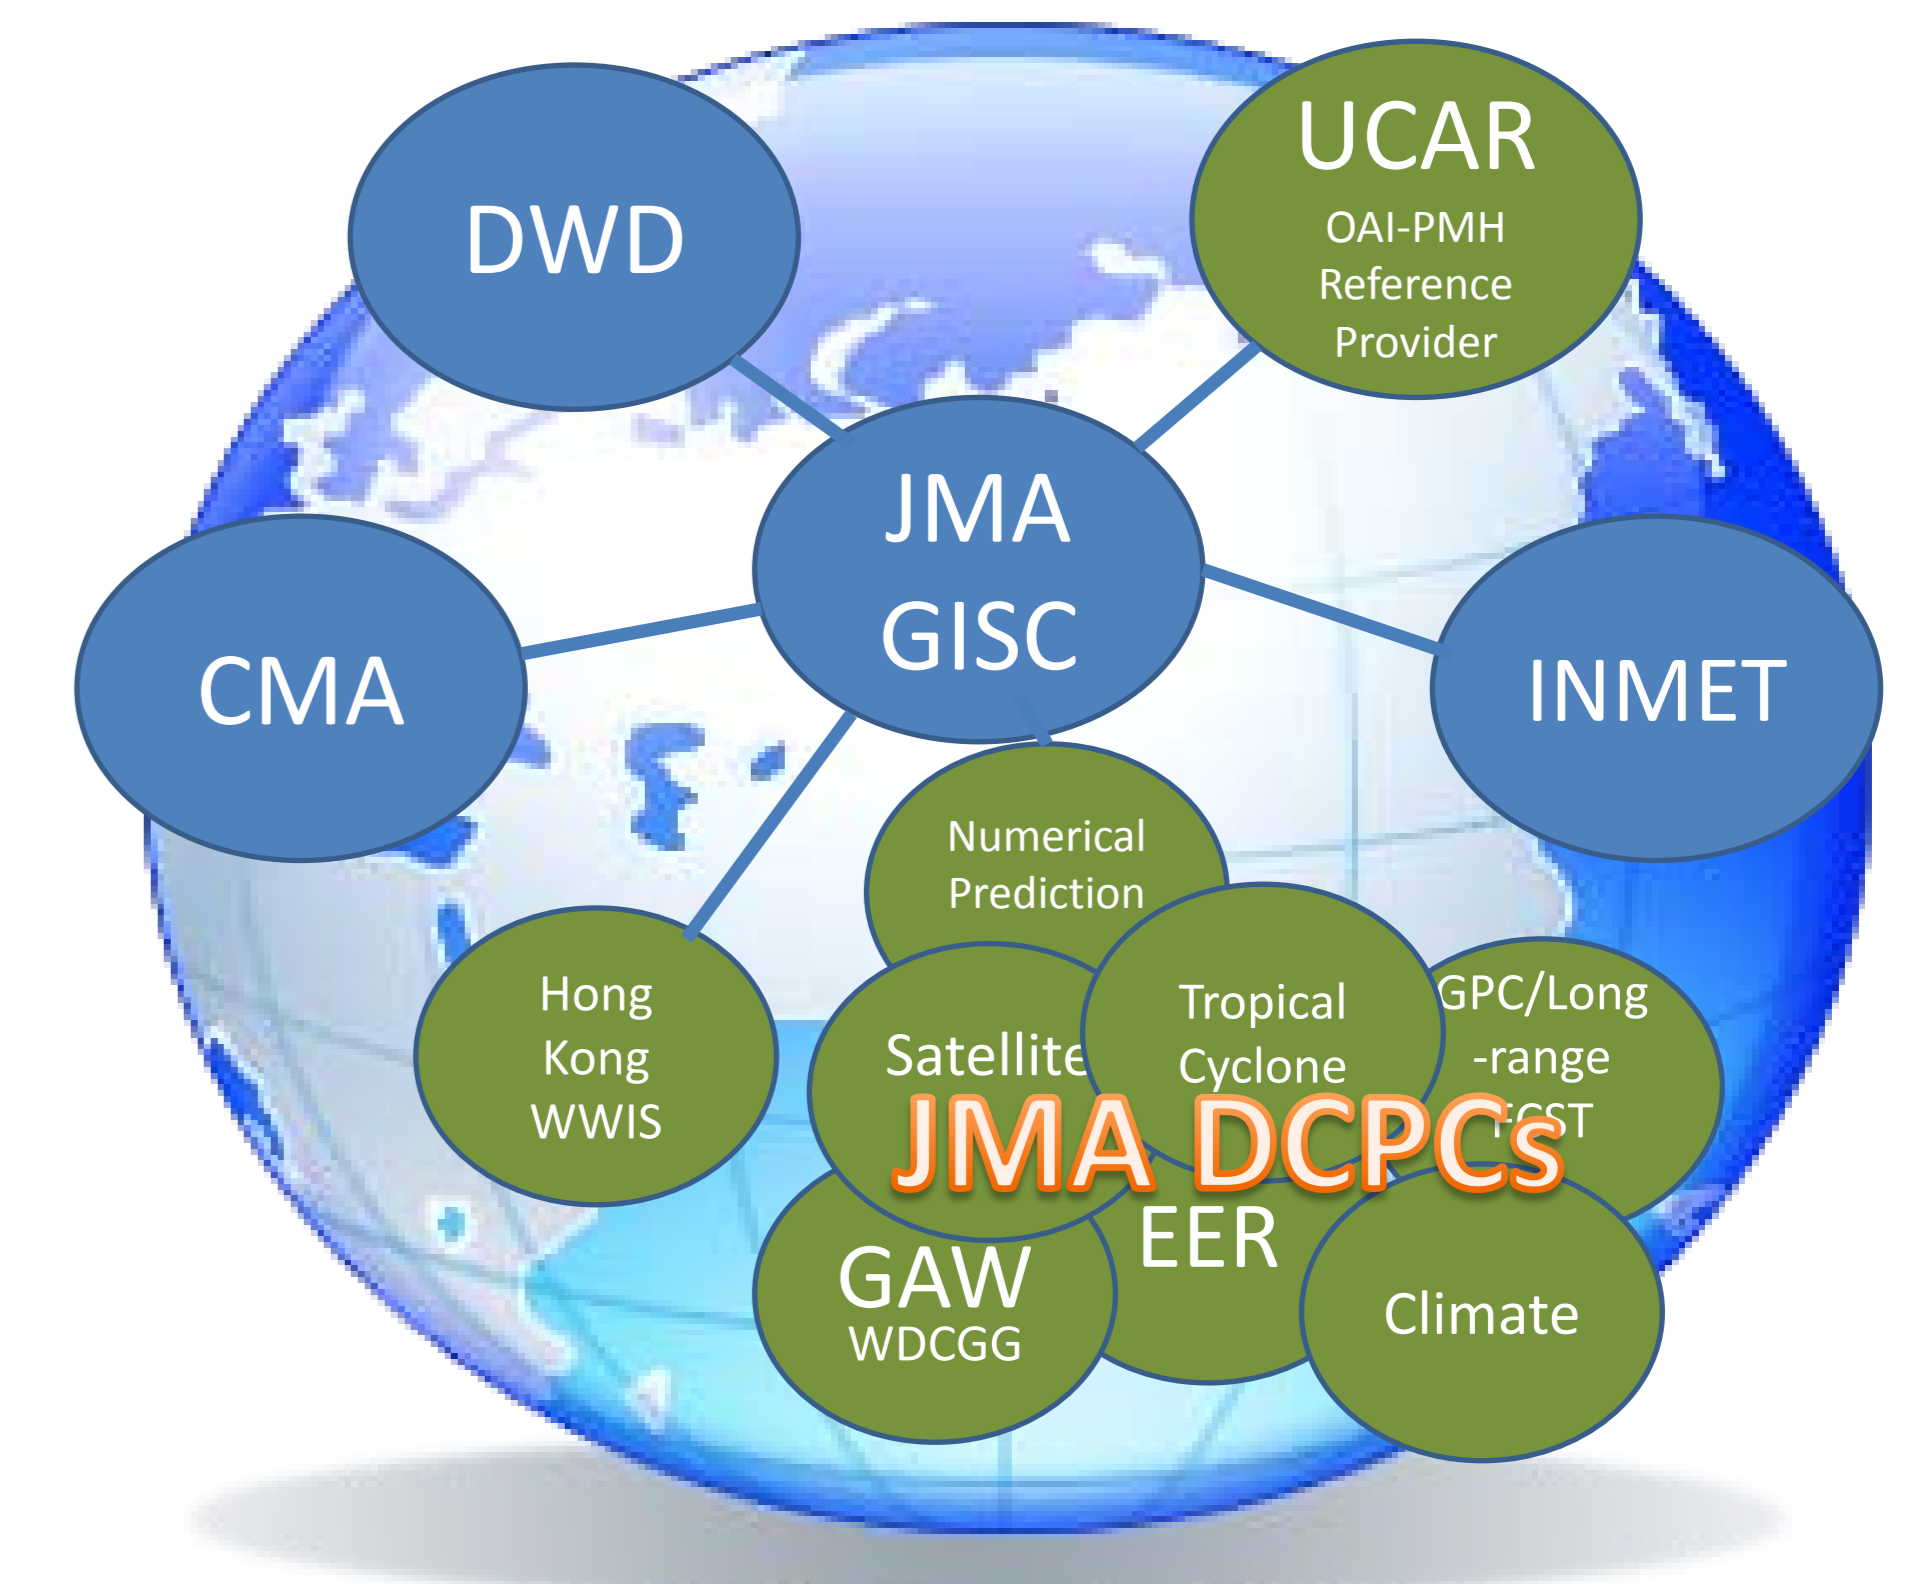 DWD
UCAR
OAI-PMH
Reference
Provider
JMA
GISC
CMA
INMET
Numerical
Prediction
Hong
Kong
WWIS
Satellite
Tropical
Cyclone
GPC/Long
-range
FCST
JMA DCPCs
EER
GAW
WDCGG
Climate